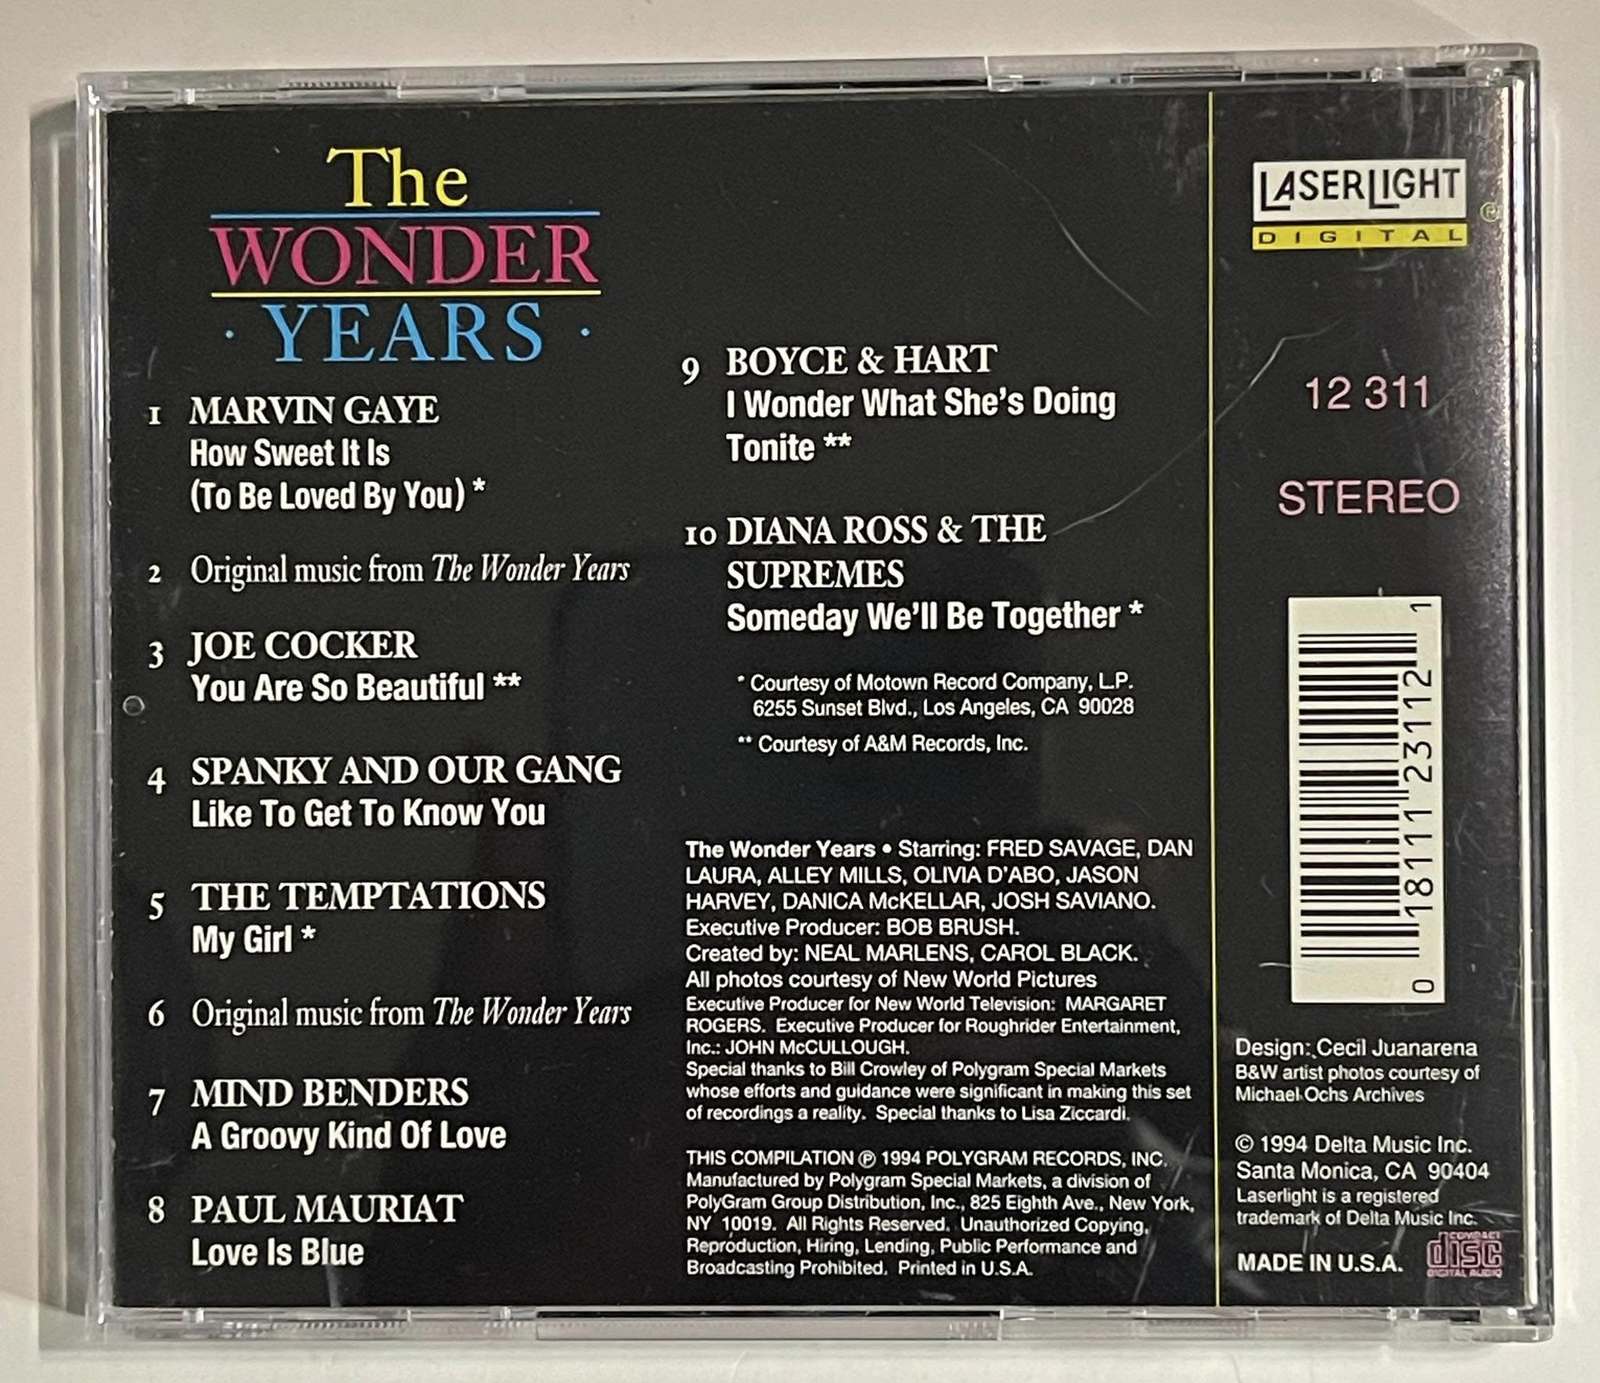 The
WONDER
· YEARS ·
1 MARVIN GAYE
How Sweet It Is
(To Be Loved By You) *
2 Original music from The Wonder Years
3 JOE COCKER
You Are So Beautiful **
4 SPANKY AND OUR GANG
Like To Get To Know You
5 THE TEMPTATIONS
My Girl *
6 Original music from The Wonder Years
7 MIND BENDERS
A Groovy Kind Of Love
8 PAUL MAURIAT
Love Is Blue
9 BOYCE & HART
I Wonder What She's Doing
Tonite **
10 DIANA ROSS & THE
SUPREMES
Someday We'll Be Together *
* Courtesy of Motown Record Company, L.P.
6255 Sunset Blvd., Los Angeles, CA 90028
** Courtesy of A&M Records, Inc.
The Wonder Years • Starring: FRED SAVAGE, DAN
LAURA, ALLEY MILLS, OLIVIA D'ABO, JASON
HARVEY, DANICA McKELLAR, JOSH SAVIANO.
Executive Producer: BOB BRUSH.
Created by: NEAL MARLENS, CAROL BLACK.
All photos courtesy of New World Pictures
Executive Producer for New World Television: MARGARET
ROGERS. Executive Producer for Roughrider Entertainment,
Inc.: JOHN McCULLOUGH.
Special thanks to Bill Crowley of Polygram Special Markets
whose efforts and guidance were significant in making this set
of recordings a reality. Special thanks to Lisa Ziccardi.
THIS COMPILATION ℗ 1994 POLYGRAM RECORDS, INC.
Manufactured by Polygram Special Markets, a division of
PolyGram Group Distribution, Inc., 825 Eighth Ave., New York,
NY 10019. All Rights Reserved. Unauthorized Copying,
Reproduction, Hiring, Lending, Public Performance and
Broadcasting Prohibited. Printed in U.S.A.
LASERLIGHT
DIGITAL ®
12 311
STEREO
0 18111 23112 1
Design: Cecil Juanarena
B&W artist photos courtesy of
Michael Ochs Archives
© 1994 Delta Music Inc.
Santa Monica, CA 90404
Laserlight is a registered
trademark of Delta Music Inc.
MADE IN U.S.A.
COMPACT
disc
DIGITAL AUDIO